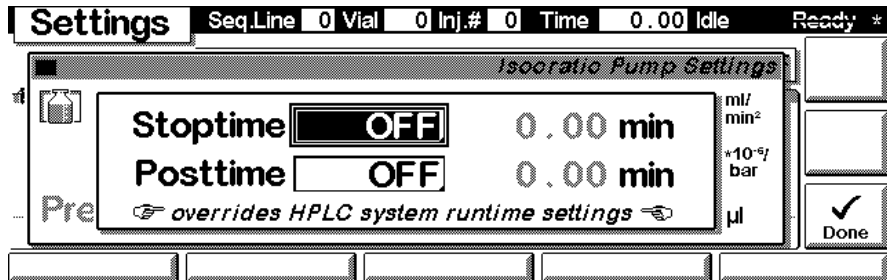 Settings Seq.Line 0 Vial 0 Inj.# 0 Time 0.00 Idle Ready *
Isocratic Pump Settings
ml/
min²
Stoptime OFF 0.00 min
*10⁻⁶/
bar
Posttime OFF 0.00 min
Pre
☞ overrides HPLC system runtime settings ☜
µl
Done